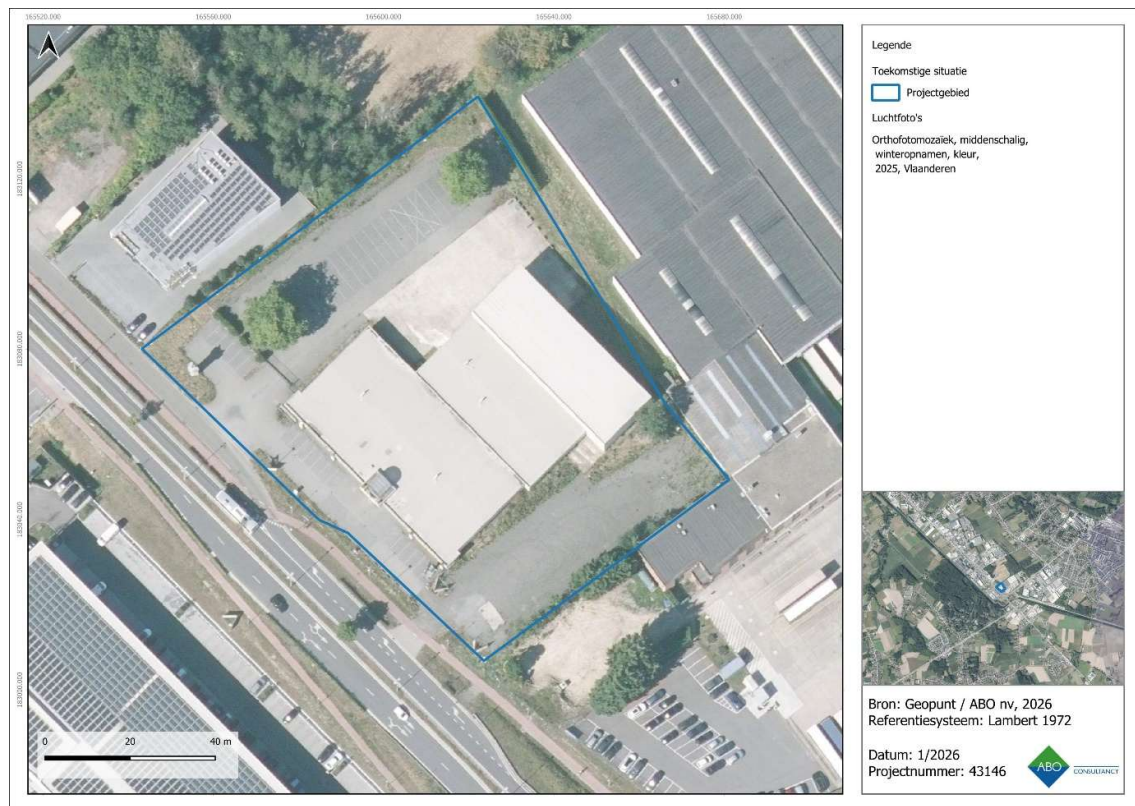 165520.000
165560.000
165600.000
165640.000
165680.000
183120.000
183080.000
183040.000
183000.000
0 20 40 m
Legende
Toekomstige situatie
Projectgebied
Luchtfoto's
Orthofotomozaïek, middenschalig,
winteropnamen, kleur,
2025, Vlaanderen
Bron: Geopunt / ABO nv, 2026
Referentiesysteem: Lambert 1972
Datum: 1/2026
Projectnummer: 43146
ABO
CONSULTANCY